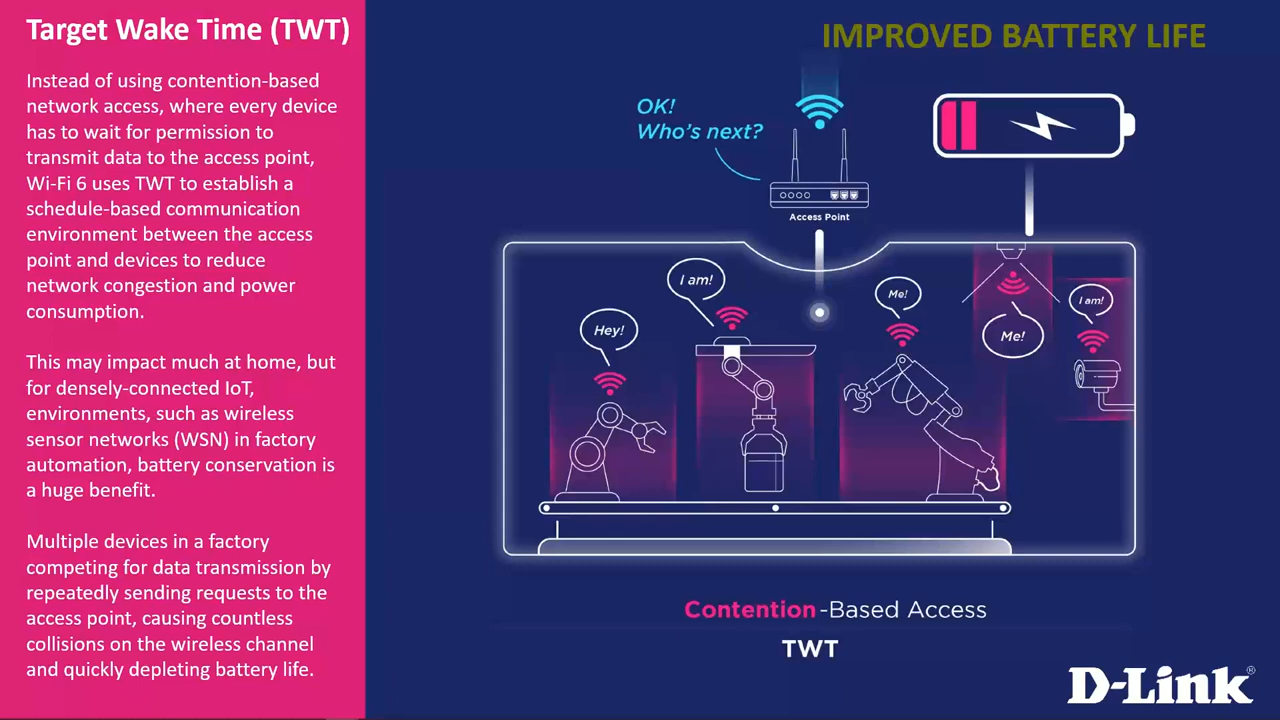 Target Wake Time (TWT)
Instead of using contention-based
network access, where every device
has to wait for permission to
transmit data to the access point,
Wi-Fi 6 uses TWT to establish a
schedule-based communication
environment between the access
point and devices to reduce
network congestion and power
consumption.
This may impact much at home, but
for densely-connected IoT,
environments, such as wireless
sensor networks (WSN) in factory
automation, battery conservation is
a huge benefit.
Multiple devices in a factory
competing for data transmission by
repeatedly sending requests to the
access point, causing countless
collisions on the wireless channel
and quickly depleting battery life.
IMPROVED BATTERY LIFE
OK!
Who's next?
Access Point
Hey!
I am!
Me!
Me!
I am!
Contention-Based Access
TWT
D-Link®